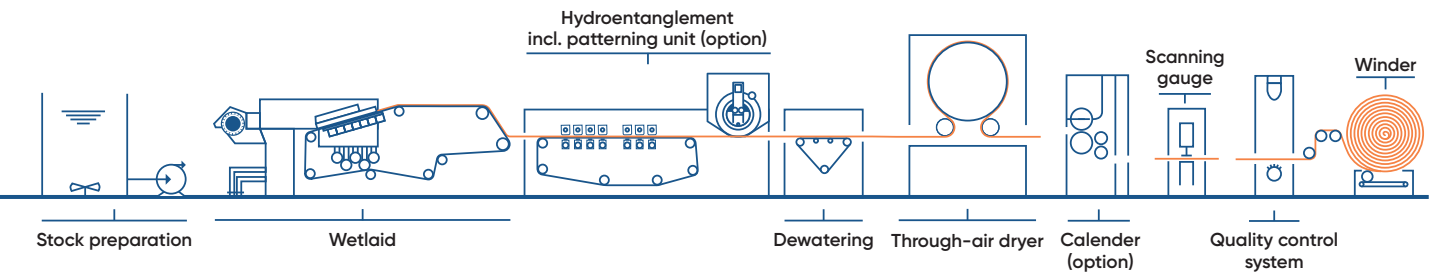 Hydroentanglement
incl. patterning unit (option)
Scanning
gauge
Winder
Stock preparation
Wetlaid
Dewatering
Through-air dryer
Calender
(option)
Quality control
system